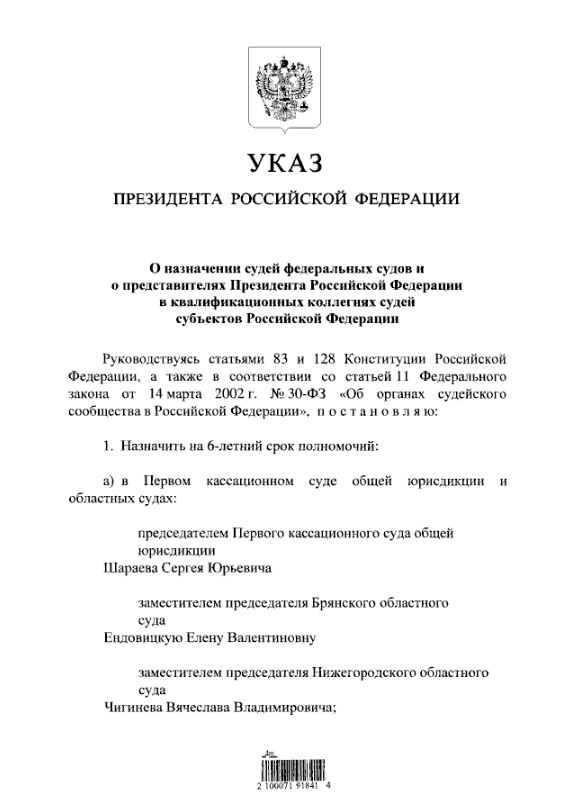 УКАЗ
ПРЕЗИДЕНТА РОССИЙСКОЙ ФЕДЕРАЦИИ
О назначении судей федеральных судов и
о представителях Президента Российской Федерации
в квалификационных коллегиях судей
субъектов Российской Федерации
Руководствуясь статьями 83 и 128 Конституции Российской
Федерации, а также в соответствии со статьей 11 Федерального
закона от 14 марта 2002 г. № 30-ФЗ «Об органах судейского
сообщества в Российской Федерации», п о с т а н о в л я ю:
1. Назначить на 6-летний срок полномочий:
а) в Первом кассационном суде общей юрисдикции и
областных судах:
председателем Первого кассационного суда общей
юрисдикции
Шараева Сергея Юрьевича
заместителем председателя Брянского областного
суда
Ендовицкую Елену Валентиновну
заместителем председателя Нижегородского областного
суда
Чигинева Вячеслава Владимировича;
2 100071 91841 4